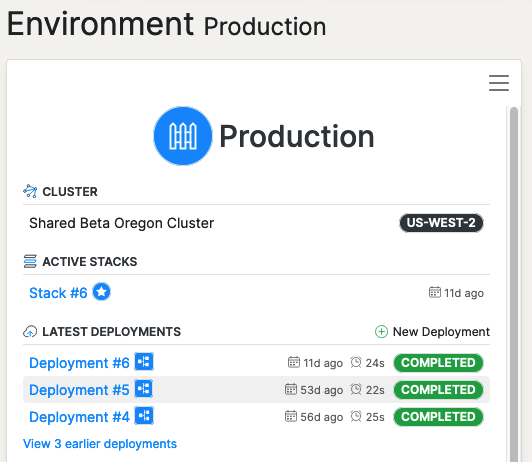 Environment Production
Production
CLUSTER
Shared Beta Oregon Cluster US-WEST-2
ACTIVE STACKS
Stack #6 11d ago
LATEST DEPLOYMENTS New Deployment
Deployment #6 11d ago 24s COMPLETED
Deployment #5 53d ago 22s COMPLETED
Deployment #4 56d ago 25s COMPLETED
View 3 earlier deployments